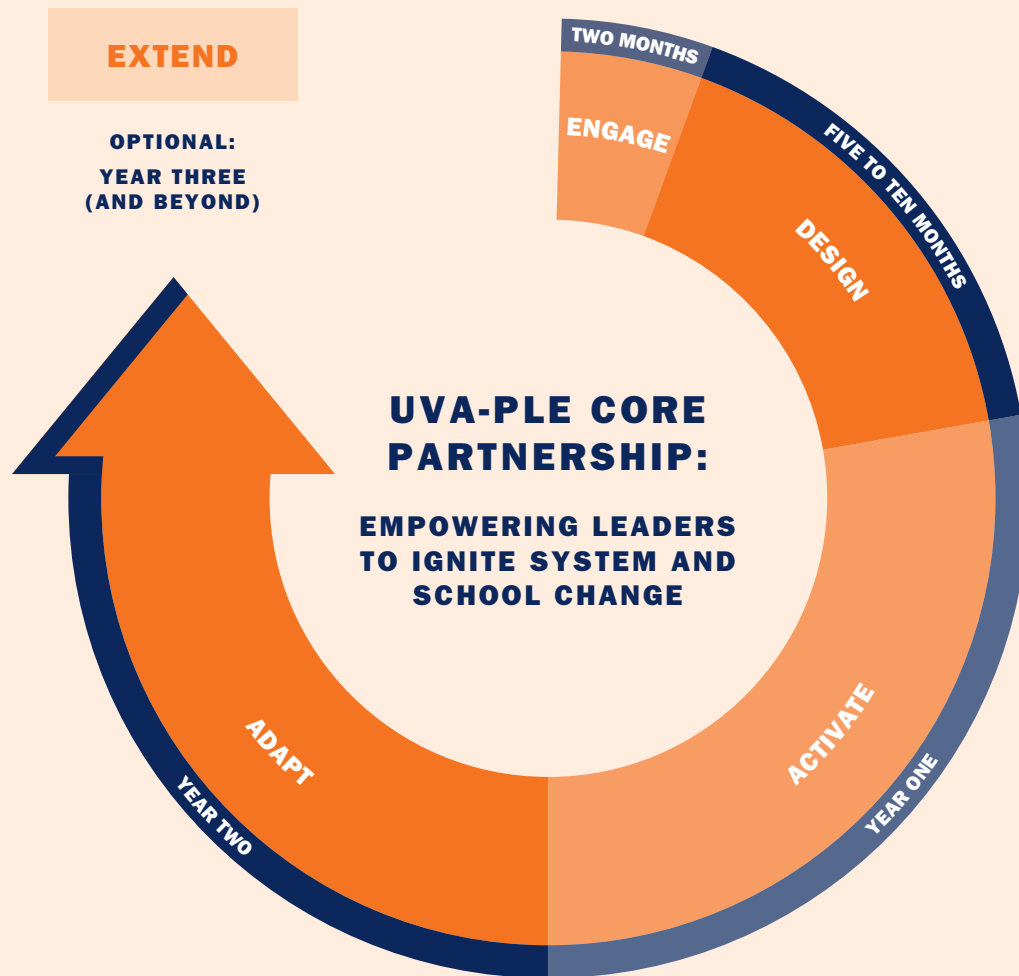 EXTEND
OPTIONAL:
YEAR THREE
(AND BEYOND)
TWO MONTHS
ENGAGE
FIVE TO TEN MONTHS
DESIGN
UVA-PLE CORE
PARTNERSHIP:
EMPOWERING LEADERS
TO IGNITE SYSTEM AND
SCHOOL CHANGE
ACTIVATE
YEAR ONE
ADAPT
YEAR TWO